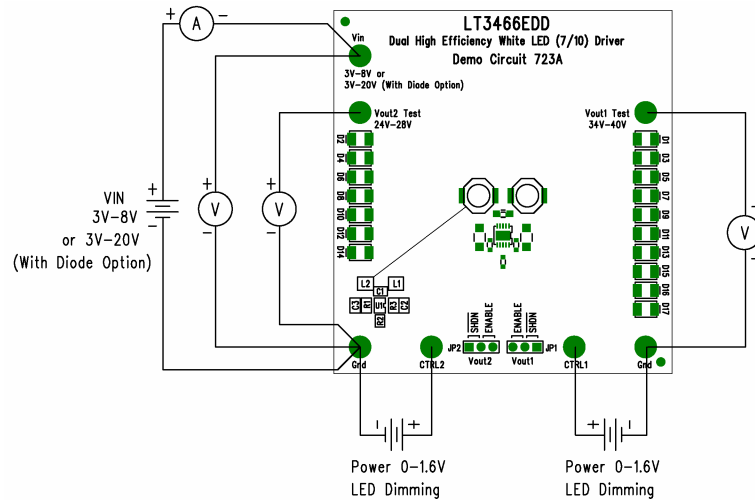 LT3466EDD
Dual High Efficiency White LED (7/10) Driver
Demo Circuit 723A
+ A −
Vin
3V-8V or
3V-20V (With Diode Option)
Vout2 Test
24V-28V
Vout1 Test
34V-40V
D2
D4
D6
D8
D10
D12
D14
D1
D3
D5
D7
D9
D11
D13
D15
D16
D17
VIN
3V-8V
or 3V-20V
(With Diode Option)
+
−
+
V
−
+
V
−
V
−
L2
L1
C1
C3
R1
U1
R3
C2
R2
SHDN
ENABLE
ENABLE
SHDN
JP2
JP1
Vout2
Vout1
Gnd
CTRL2
CTRL1
Gnd
− +
+ −
Power 0-1.6V
LED Dimming
Power 0-1.6V
LED Dimming